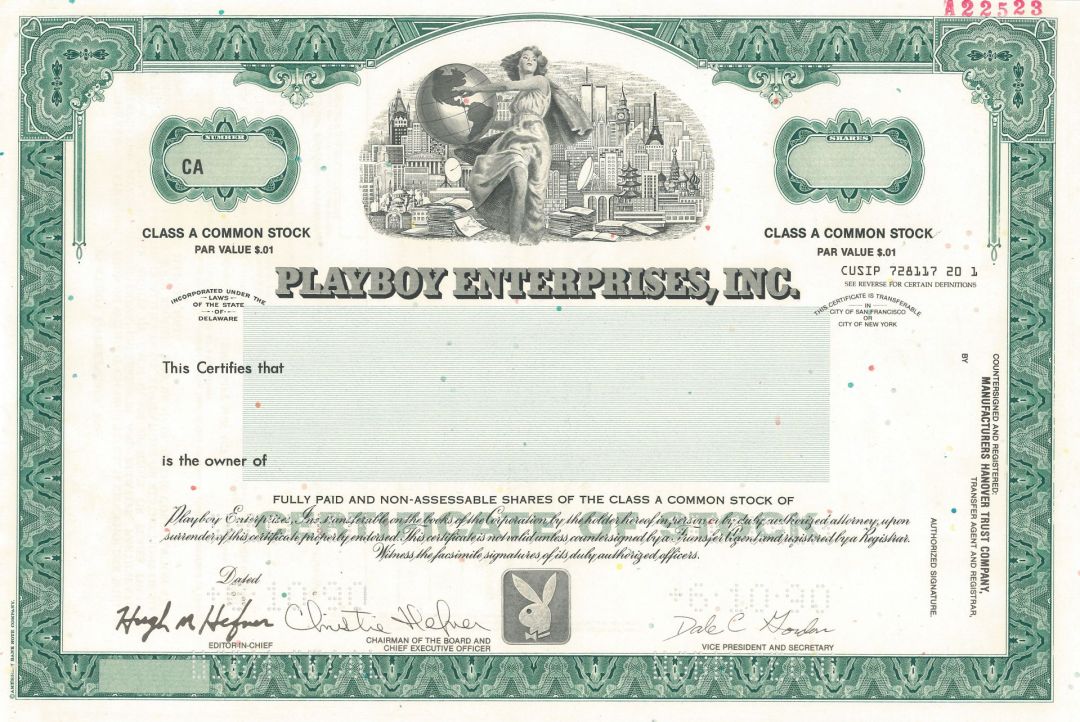 A22523
NUMBER
CA
SHARES
CLASS A COMMON STOCK
PAR VALUE $.01
CLASS A COMMON STOCK
PAR VALUE $.01
CUSIP 728117 20 1
SEE REVERSE FOR CERTAIN DEFINITIONS
PLAYBOY ENTERPRISES, INC.
INCORPORATED UNDER THE
LAWS
OF THE STATE
OF
DELAWARE
THIS CERTIFICATE IS TRANSFERABLE
IN
CITY OF SAN FRANCISCO
OR
CITY OF NEW YORK
This Certifies that
is the owner of
FULLY PAID AND NON-ASSESSABLE SHARES OF THE CLASS A COMMON STOCK OF
Playboy Enterprises, Inc. transferable on the books of the Corporation by the holder hereof in person or by duly authorized attorney, upon
surrender of this certificate properly endorsed. This certificate is not valid unless countersigned by a Transfer Agent and registered by a Registrar.
Witness the facsimile signatures of its duly authorized officers.
Dated
Hugh M Hefner
EDITOR-IN-CHIEF
Christie Hefner
CHAIRMAN OF THE BOARD AND
CHIEF EXECUTIVE OFFICER
Dale C Gordon
VICE PRESIDENT AND SECRETARY
COUNTERSIGNED AND REGISTERED:
MANUFACTURERS HANOVER TRUST COMPANY,
TRANSFER AGENT AND REGISTRAR,
BY
AUTHORIZED SIGNATURE.
© AMERICAN BANK NOTE COMPANY.